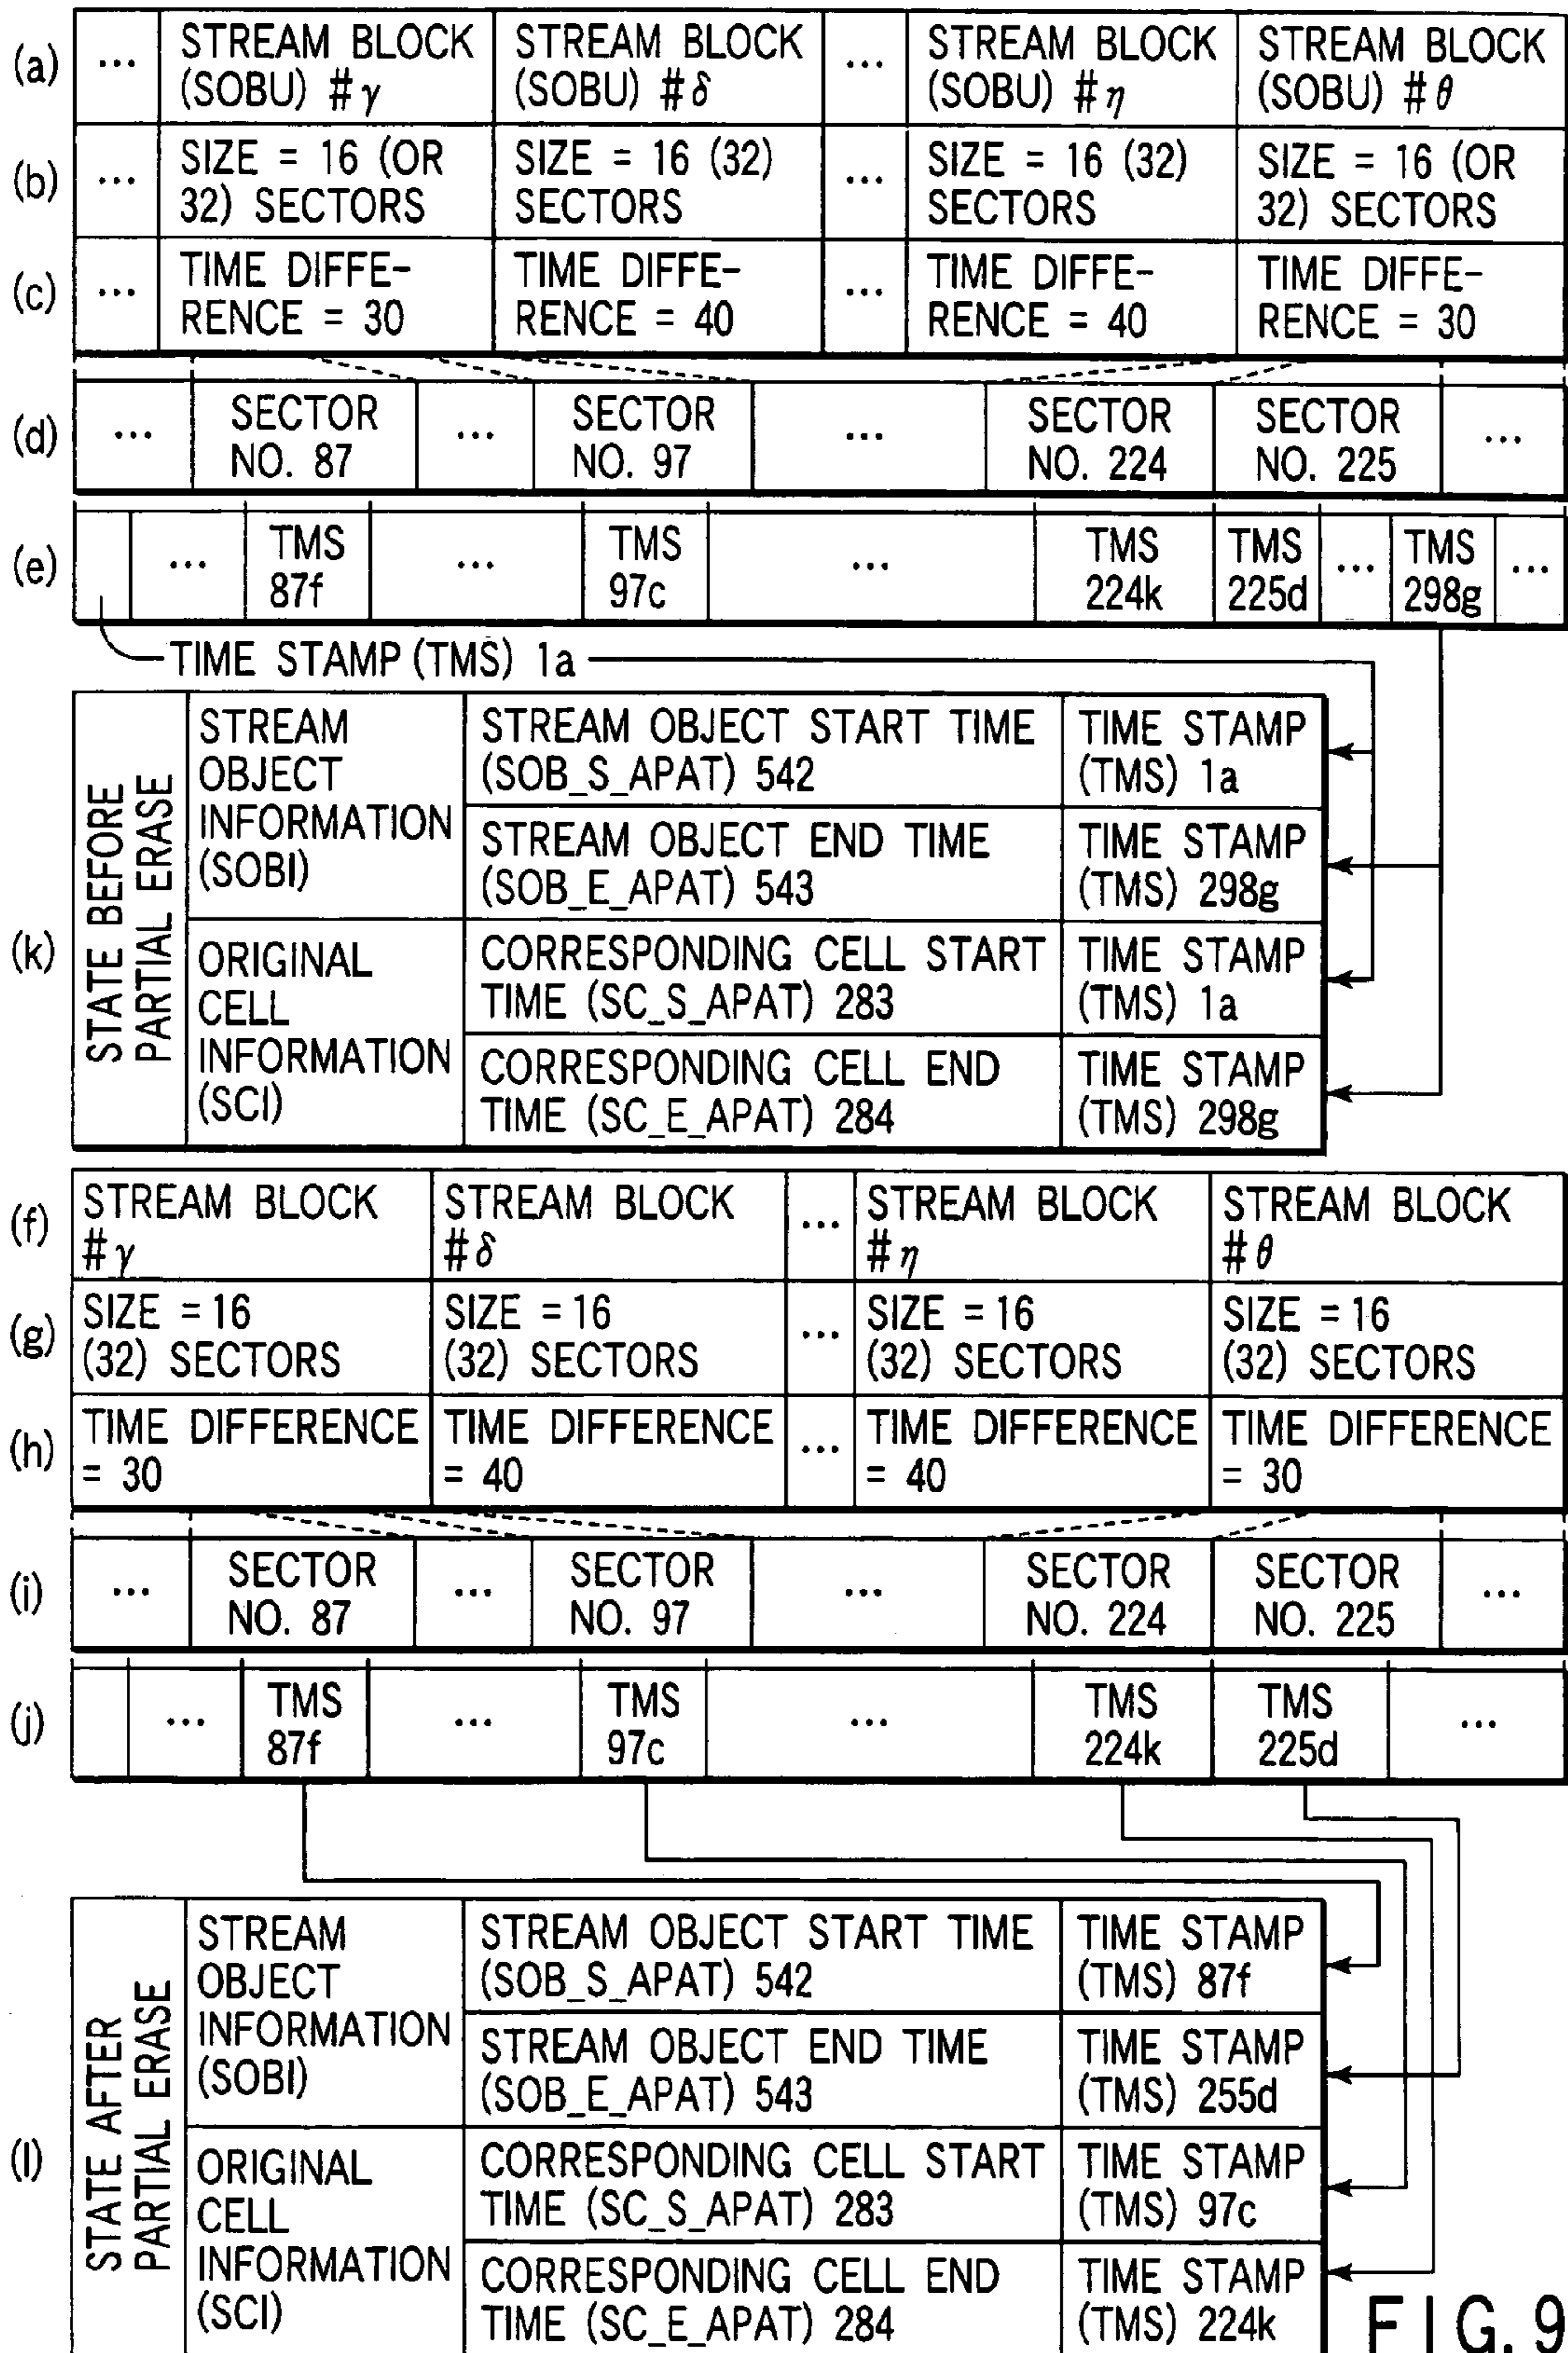 (a) ... STREAM BLOCK STREAM BLOCK ... STREAM BLOCK STREAM BLOCK
(SOBU) #γ (SOBU) #δ (SOBU) #η (SOBU) #θ
(b) ... SIZE = 16 (OR SIZE = 16 (32) ... SIZE = 16 (32) SIZE = 16 (OR
32) SECTORS SECTORS SECTORS 32) SECTORS
(c) ... TIME DIFFE- TIME DIFFE- ... TIME DIFFE- TIME DIFFE-
RENCE = 30 RENCE = 40 RENCE = 40 RENCE = 30
(d) ... SECTOR ... SECTOR ... SECTOR SECTOR ...
NO. 87 NO. 97 NO. 224 NO. 225
(e) ... TMS ... TMS ... TMS TMS ... TMS ...
87f 97c 224k 225d 298g
TIME STAMP (TMS) 1a
(k)
STATE BEFORE
PARTIAL ERASE
STREAM
OBJECT
INFORMATION
(SOBI)
STREAM OBJECT START TIME
(SOB_S_APAT) 542
TIME STAMP
(TMS) 1a
STREAM OBJECT END TIME
(SOB_E_APAT) 543
TIME STAMP
(TMS) 298g
ORIGINAL
CELL
INFORMATION
(SCI)
CORRESPONDING CELL START
TIME (SC_S_APAT) 283
TIME STAMP
(TMS) 1a
CORRESPONDING CELL END
TIME (SC_E_APAT) 284
TIME STAMP
(TMS) 298g
(f) STREAM BLOCK STREAM BLOCK ... STREAM BLOCK STREAM BLOCK
#γ #δ #η #θ
(g) SIZE = 16 SIZE = 16 ... SIZE = 16 SIZE = 16
(32) SECTORS (32) SECTORS (32) SECTORS (32) SECTORS
(h) TIME DIFFERENCE TIME DIFFERENCE ... TIME DIFFERENCE TIME DIFFERENCE
= 30 = 40 = 40 = 30
(i) ... SECTOR ... SECTOR ... SECTOR SECTOR ...
NO. 87 NO. 97 NO. 224 NO. 225
(j) ... TMS ... TMS ... TMS TMS ...
87f 97c 224k 225d
(l)
STATE AFTER
PARTIAL ERASE
STREAM
OBJECT
INFORMATION
(SOBI)
STREAM OBJECT START TIME
(SOB_S_APAT) 542
TIME STAMP
(TMS) 87f
STREAM OBJECT END TIME
(SOB_E_APAT) 543
TIME STAMP
(TMS) 255d
ORIGINAL
CELL
INFORMATION
(SCI)
CORRESPONDING CELL START
TIME (SC_S_APAT) 283
TIME STAMP
(TMS) 97c
CORRESPONDING CELL END
TIME (SC_E_APAT) 284
TIME STAMP
(TMS) 224k
FIG. 9